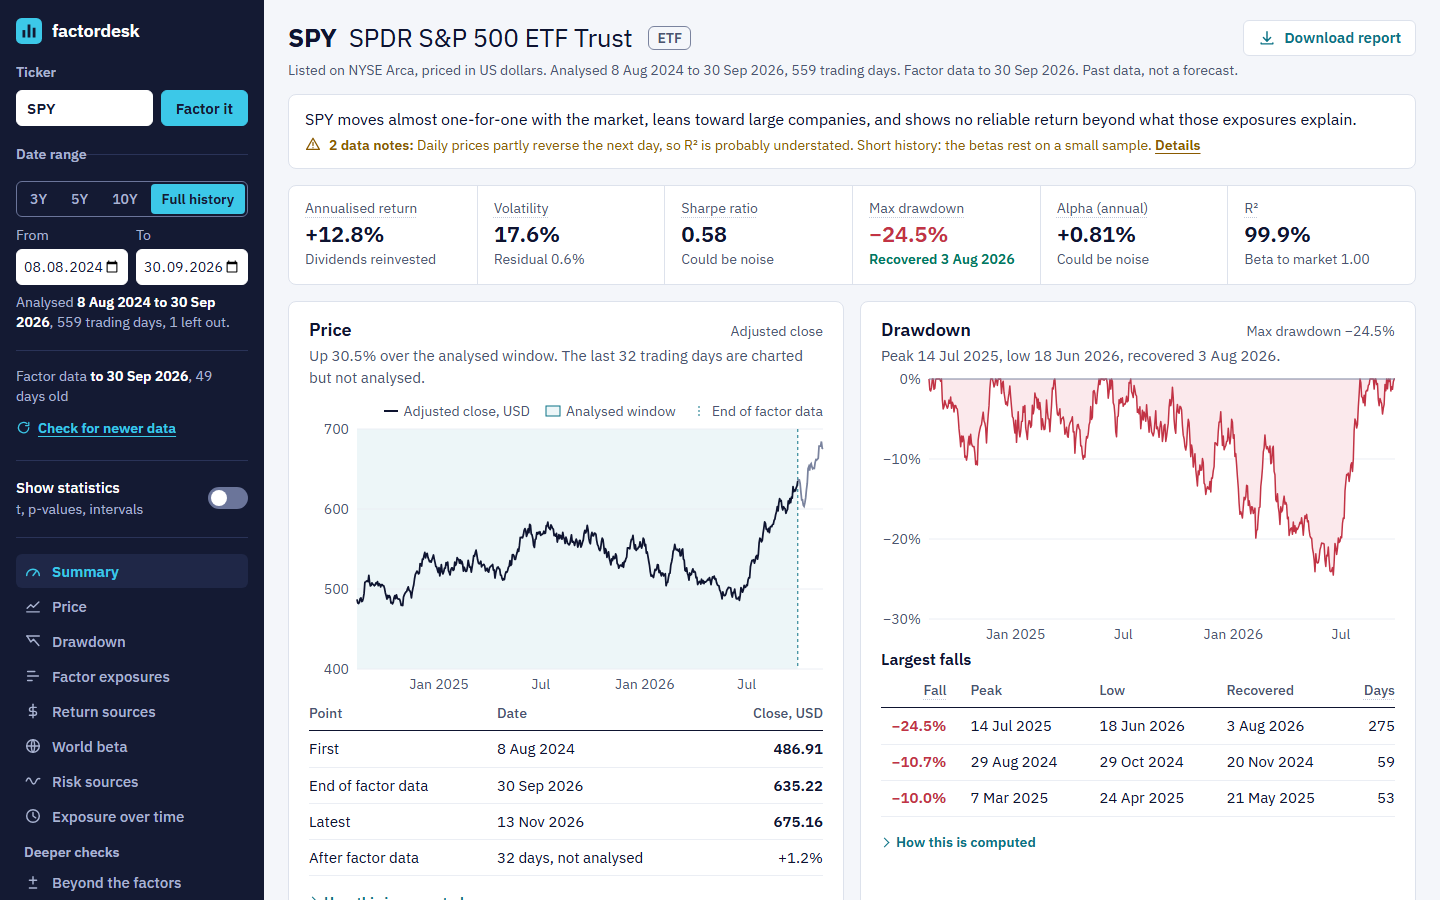 factordesk
Ticker
SPY
Factor it
Date range
3Y 5Y 10Y Full history
From To
08.08.2024 30.09.2026
Analysed 8 Aug 2024 to 30 Sep
2026, 559 trading days, 1 left out.
Factor data to 30 Sep 2026, 49
days old
Check for newer data
Show statistics
t, p-values, intervals
Summary
Price
Drawdown
Factor exposures
Return sources
World beta
Risk sources
Exposure over time
Deeper checks
Beyond the factors
SPY SPDR S&P 500 ETF Trust ETF
Download report
Listed on NYSE Arca, priced in US dollars. Analysed 8 Aug 2024 to 30 Sep 2026, 559 trading days. Factor data to 30 Sep 2026. Past data, not a forecast.
SPY moves almost one-for-one with the market, leans toward large companies, and shows no reliable return beyond what those exposures explain.
2 data notes: Daily prices partly reverse the next day, so R² is probably understated. Short history: the betas rest on a small sample. Details
Annualised return
+12.8%
Dividends reinvested
Volatility
17.6%
Residual 0.6%
Sharpe ratio
0.58
Could be noise
Max drawdown
−24.5%
Recovered 3 Aug 2026
Alpha (annual)
+0.81%
Could be noise
R²
99.9%
Beta to market 1.00
Price
Adjusted close
Up 30.5% over the analysed window. The last 32 trading days are charted
but not analysed.
Adjusted close, USD Analysed window End of factor data
700
600
500
400
Jan 2025 Jul Jan 2026 Jul
Point Date Close, USD
First 8 Aug 2024 486.91
End of factor data 30 Sep 2026 635.22
Latest 13 Nov 2026 675.16
After factor data 32 days, not analysed +1.2%
Drawdown
Max drawdown −24.5%
Peak 14 Jul 2025, low 18 Jun 2026, recovered 3 Aug 2026.
0%
−10%
−20%
−30%
Jan 2025 Jul Jan 2026 Jul
Largest falls
Fall Peak Low Recovered Days
−24.5% 14 Jul 2025 18 Jun 2026 3 Aug 2026 275
−10.7% 29 Aug 2024 29 Oct 2024 20 Nov 2024 59
−10.0% 7 Mar 2025 24 Apr 2025 21 May 2025 53
How this is computed